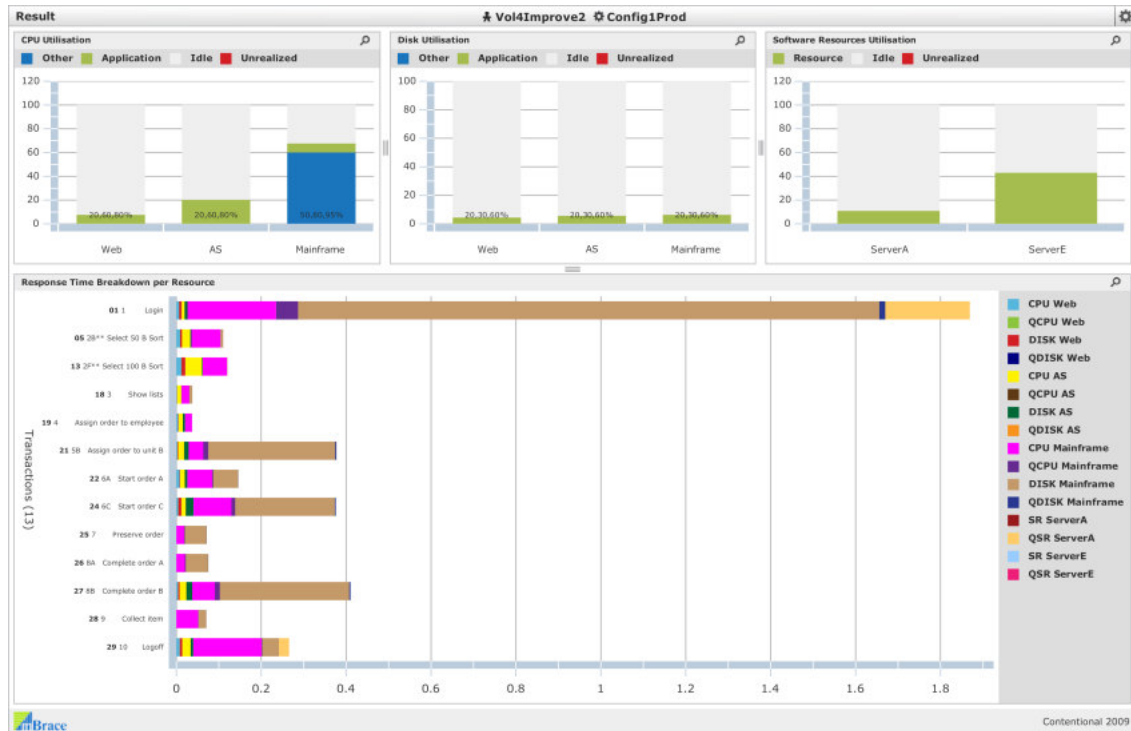 Result
Vol4Improve2 Config1Prod
CPU Utilisation
Other Application Idle Unrealized
120
100
80
60
40
20
0
20,60,80% 20,60,80% 50,60,95%
Web AS Mainframe
Disk Utilisation
Other Application Idle Unrealized
100
80
60
40
20
0
20,30,60% 20,30,60% 20,30,60%
Web AS Mainframe
Software Resources Utilisation
Resource Idle Unrealized
120
100
80
60
40
20
0
ServerA ServerE
Response Time Breakdown per Resource
Transactions (13)
01 1 Login
05 2B** Select 50 B Sort
13 2F** Select 100 B Sort
18 3 Show lists
19 4 Assign order to employee
21 5B Assign order to unit B
22 6A Start order A
24 6C Start order C
25 7 Preserve order
26 8A Complete order A
27 8B Complete order B
28 9 Collect item
29 10 Logoff
0 0.2 0.4 0.6 0.8 1 1.2 1.4 1.6 1.8
CPU Web
QCPU Web
DISK Web
QDISK Web
CPU AS
QCPU AS
DISK AS
QDISK AS
CPU Mainframe
QCPU Mainframe
DISK Mainframe
QDISK Mainframe
SR ServerA
QSR ServerA
SR ServerE
QSR ServerE
mBrace
Contentional 2009